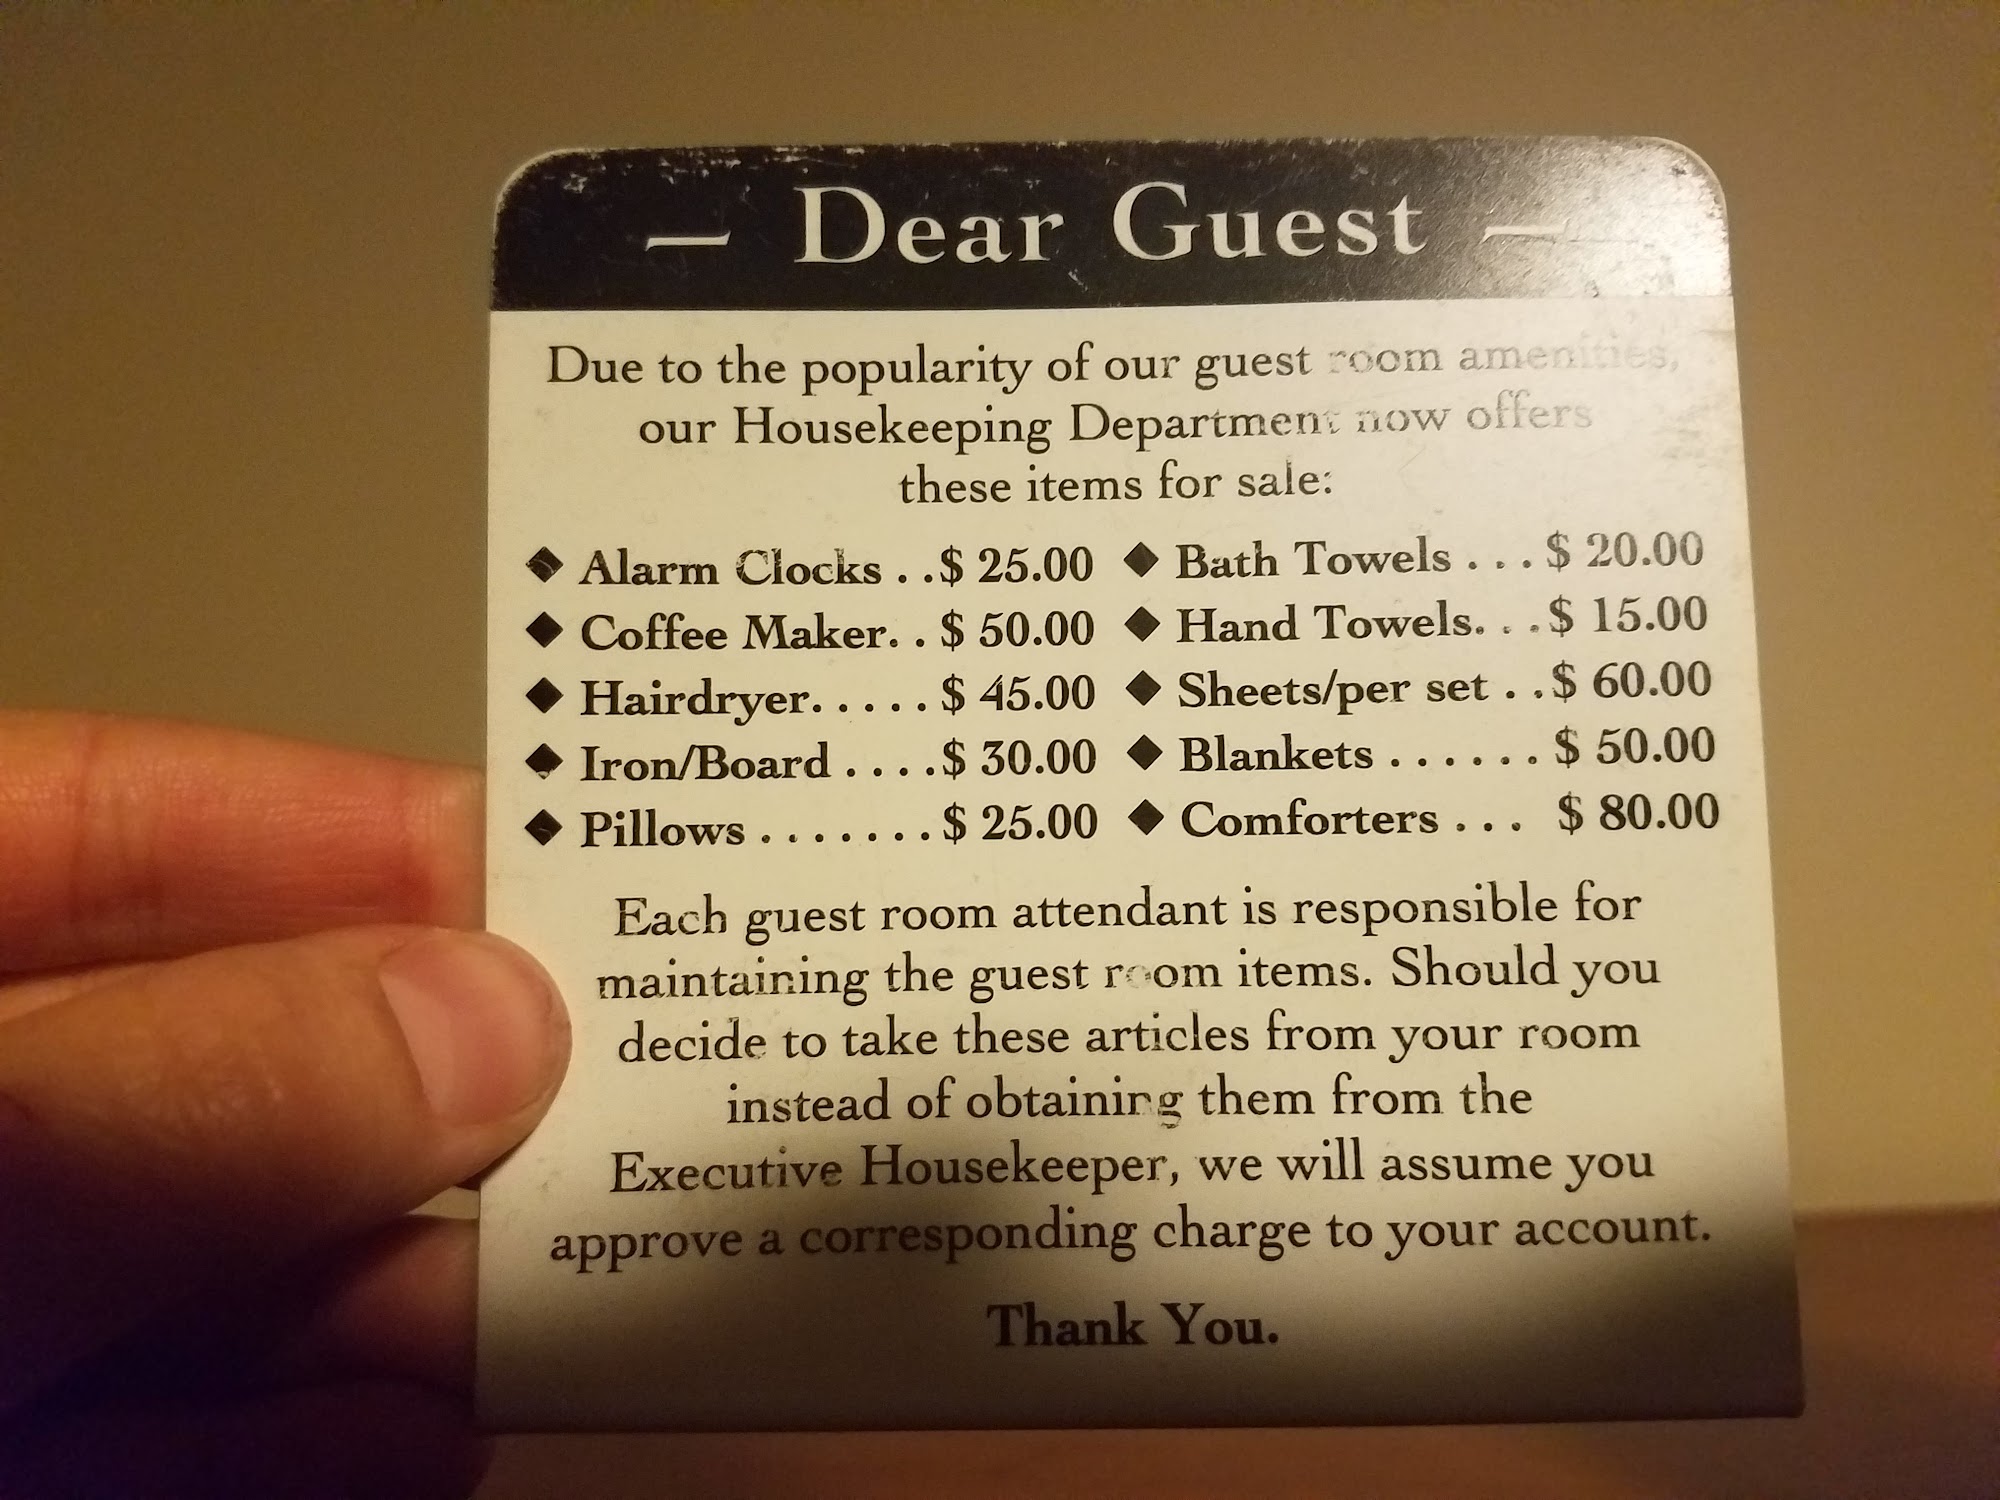 — Dear Guest —
Due to the popularity of our guest room amenities,
our Housekeeping Department now offers
these items for sale:
◆ Alarm Clocks . . $ 25.00 ◆ Bath Towels . . . $ 20.00
◆ Coffee Maker. . $ 50.00 ◆ Hand Towels. . . $ 15.00
◆ Hairdryer. . . . . $ 45.00 ◆ Sheets/per set . . $ 60.00
◆ Iron/Board . . . . $ 30.00 ◆ Blankets . . . . . . $ 50.00
◆ Pillows . . . . . . . $ 25.00 ◆ Comforters . . . $ 80.00
Each guest room attendant is responsible for
maintaining the guest room items. Should you
decide to take these articles from your room
instead of obtaining them from the
Executive Housekeeper, we will assume you
approve a corresponding charge to your account.
Thank You.